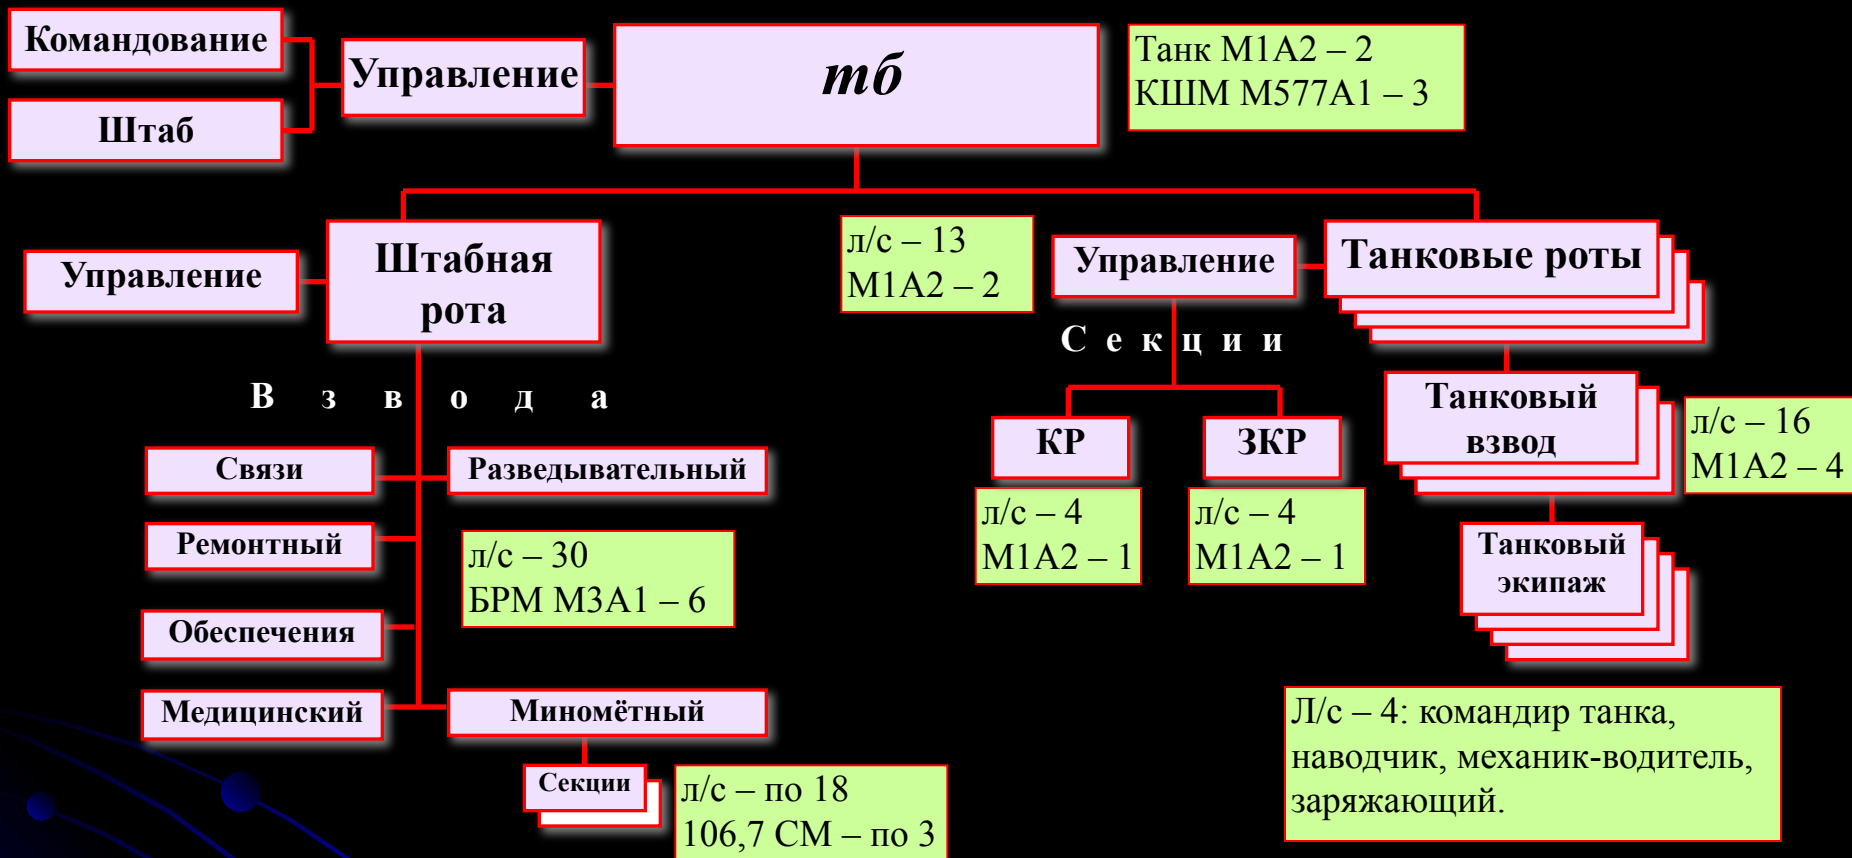 Командование
Штаб
Управление
тб
Танк М1А2 – 2
КШМ М577А1 – 3
Управление
Штабная
рота
л/с – 13
М1А2 – 2
Управление
Танковые роты
С е к ц и и
В з в о д а
КР
ЗКР
Танковый
взвод
л/с – 16
М1А2 – 4
Связи
Разведывательный
л/с – 4
М1А2 – 1
л/с – 4
М1А2 – 1
Ремонтный
л/с – 30
БРМ М3А1 – 6
Танковый
экипаж
Обеспечения
Медицинский
Миномётный
Л/с – 4: командир танка,
наводчик, механик-водитель,
заряжающий.
Секции
л/с – по 18
106,7 СМ – по 3